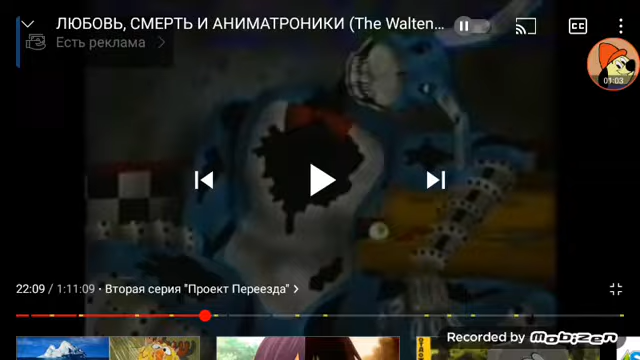 ЛЮБОВЬ, СМЕРТЬ И АНИМАТРОНИКИ (The Walten...
Есть реклама
CC
01:03
22:09 / 1:11:09 • Вторая серия "Проект Переезда"
Recorded by MOBIZEN